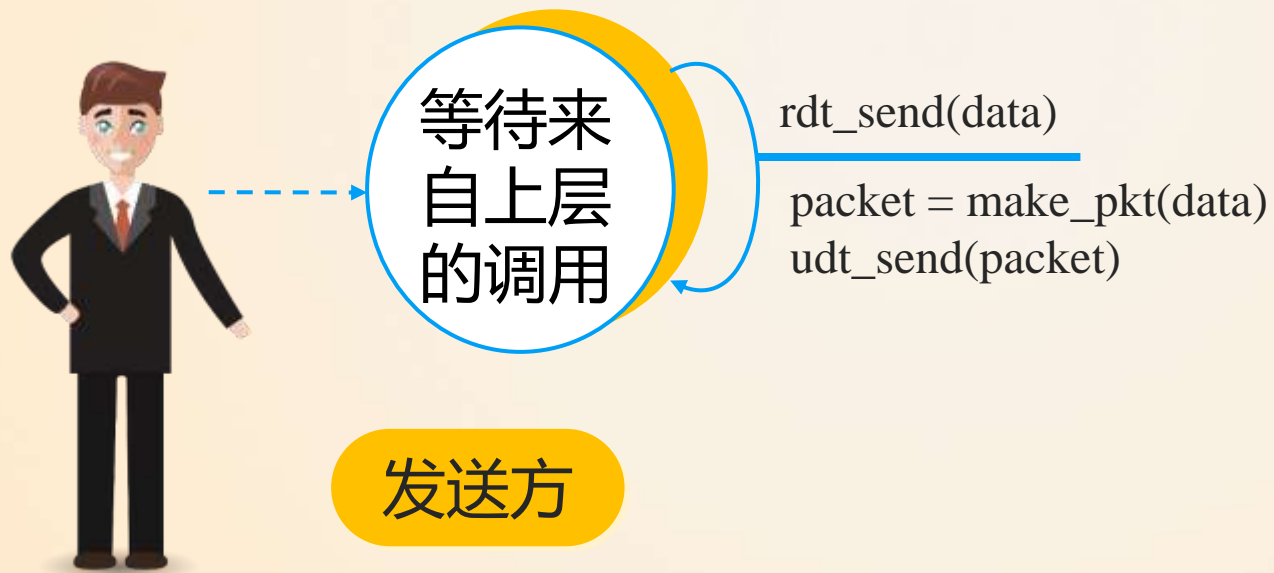 等待来
自上层
的调用
rdt_send(data)
packet = make_pkt(data)
udt_send(packet)
发送方